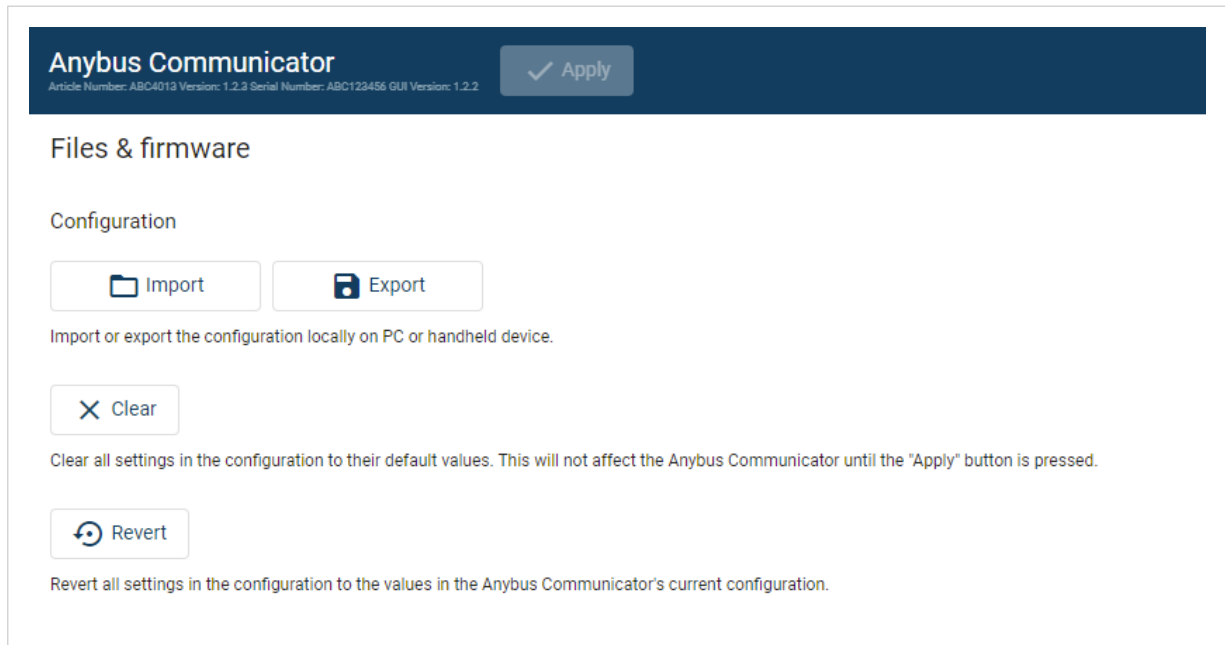 Anybus Communicator
Apply
Article Number: ABC4013 Version: 1.2.3 Serial Number: ABC123456 GUI Version: 1.2.2
Files & firmware
Configuration
Import Export
Import or export the configuration locally on PC or handheld device.
Clear
Clear all settings in the configuration to their default values. This will not affect the Anybus Communicator until the "Apply" button is pressed.
Revert
Revert all settings in the configuration to the values in the Anybus Communicator's current configuration.